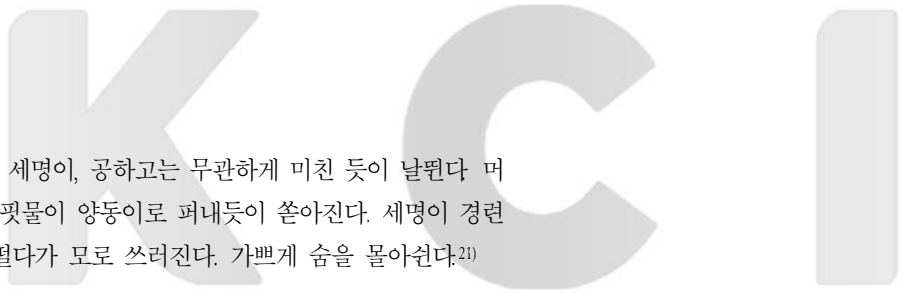 K C I
세명이, 공하고는 무관하게 미친 듯이 날뛴다. 머
핏물이 양동이로 퍼내듯이 쏟아진다. 세명이 경련
떨다가 모로 쓰러진다. 가쁘게 숨을 몰아쉰다.21)